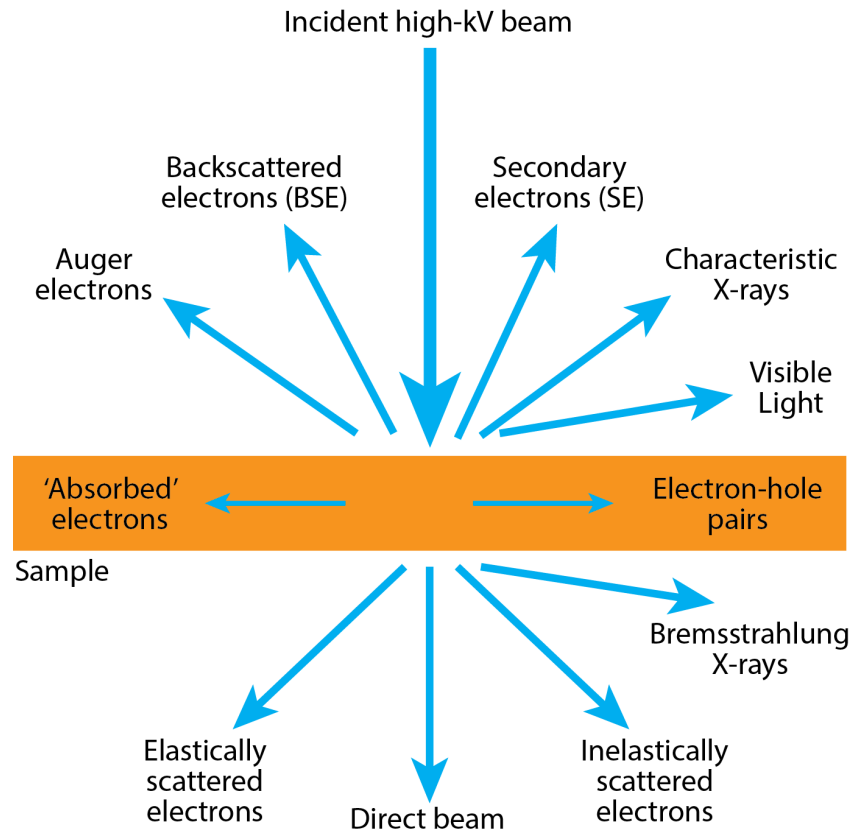 Incident high-kV beam
Backscattered
electrons (BSE)
Secondary
electrons (SE)
Auger
electrons
Characteristic
X-rays
Visible
Light
‘Absorbed’
electrons
Electron-hole
pairs
Sample
Bremsstrahlung
X-rays
Elastically
scattered
electrons
Direct beam
Inelastically
scattered
electrons